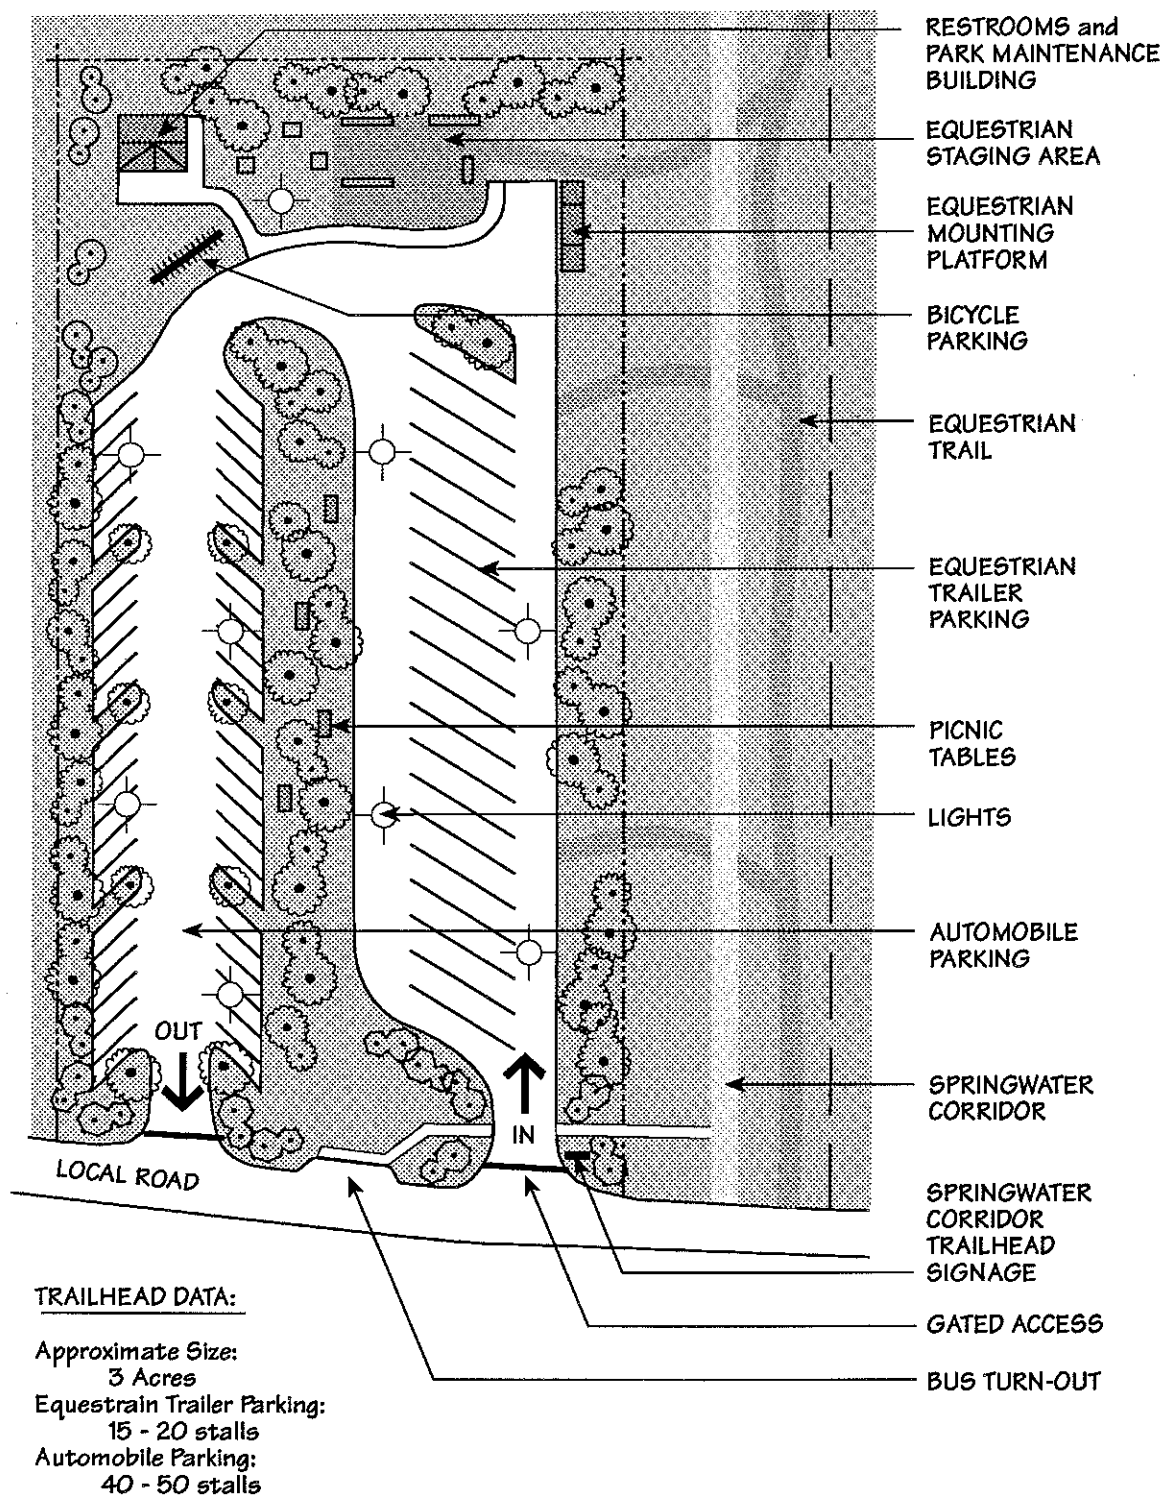 RESTROOMS and
PARK MAINTENANCE
BUILDING
EQUESTRIAN
STAGING AREA
EQUESTRIAN
MOUNTING
PLATFORM
BICYCLE
PARKING
EQUESTRIAN
TRAIL
EQUESTRIAN
TRAILER
PARKING
PICNIC
TABLES
LIGHTS
AUTOMOBILE
PARKING
OUT
SPRINGWATER
CORRIDOR
IN
LOCAL ROAD
SPRINGWATER
CORRIDOR
TRAILHEAD
SIGNAGE
GATED ACCESS
BUS TURN-OUT
TRAILHEAD DATA:
Approximate Size:
3 Acres
Equestrain Trailer Parking:
15 - 20 stalls
Automobile Parking:
40 - 50 stalls